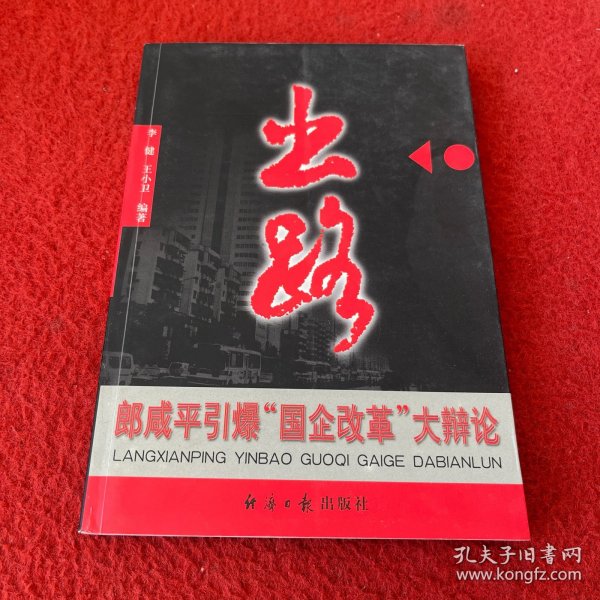 出路
李健 王小卫 编著
郎咸平引爆“国企改革”大辩论
LANGXIANPING YINBAO GUOQI GAIGE DABIANLUN
经济日报出版社
孔夫子旧书网
www.kongfz.com